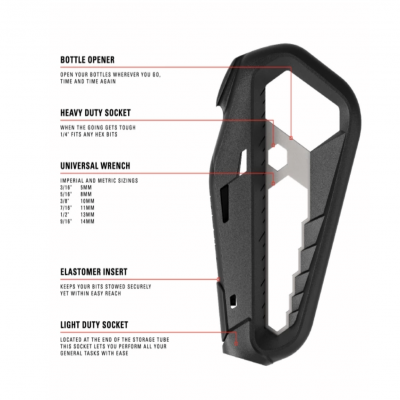 BOTTLE OPENER
OPEN YOUR BOTTLES WHEREVER YOU GO,
TIME AND TIME AGAIN
HEAVY DUTY SOCKET
WHEN THE GOING GETS TOUGH
1/4" FITS ANY HEX BITS
UNIVERSAL WRENCH
IMPERIAL AND METRIC SIZINGS
3/16" 5MM
5/16" 8MM
3/8" 10MM
7/16" 11MM
1/2" 13MM
9/16" 14MM
ELASTOMER INSERT
KEEPS YOUR BITS STOWED SECURELY
YET WITHIN EASY REACH
LIGHT DUTY SOCKET
LOCATED AT THE END OF THE STORAGE TUBE
THIS SOCKET LETS YOU PERFORM ALL YOUR
GENERAL TASKS WITH EASE